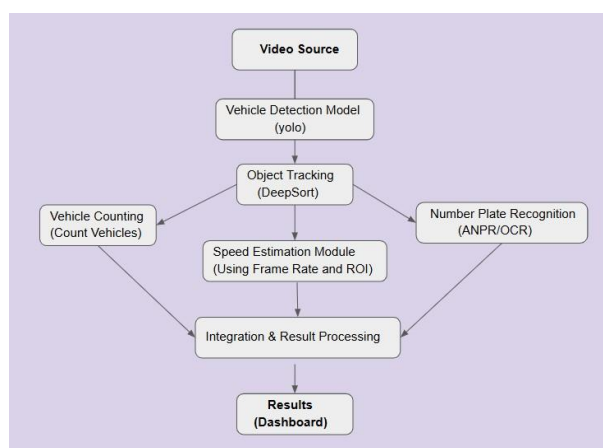 Video Source
Vehicle Detection Model
(yolo)
Object Tracking
(DeepSort)
Vehicle Counting
(Count Vehicles)
Speed Estimation Module
(Using Frame Rate and ROI)
Number Plate Recognition
(ANPR/OCR)
Integration & Result Processing
Results
(Dashboard)